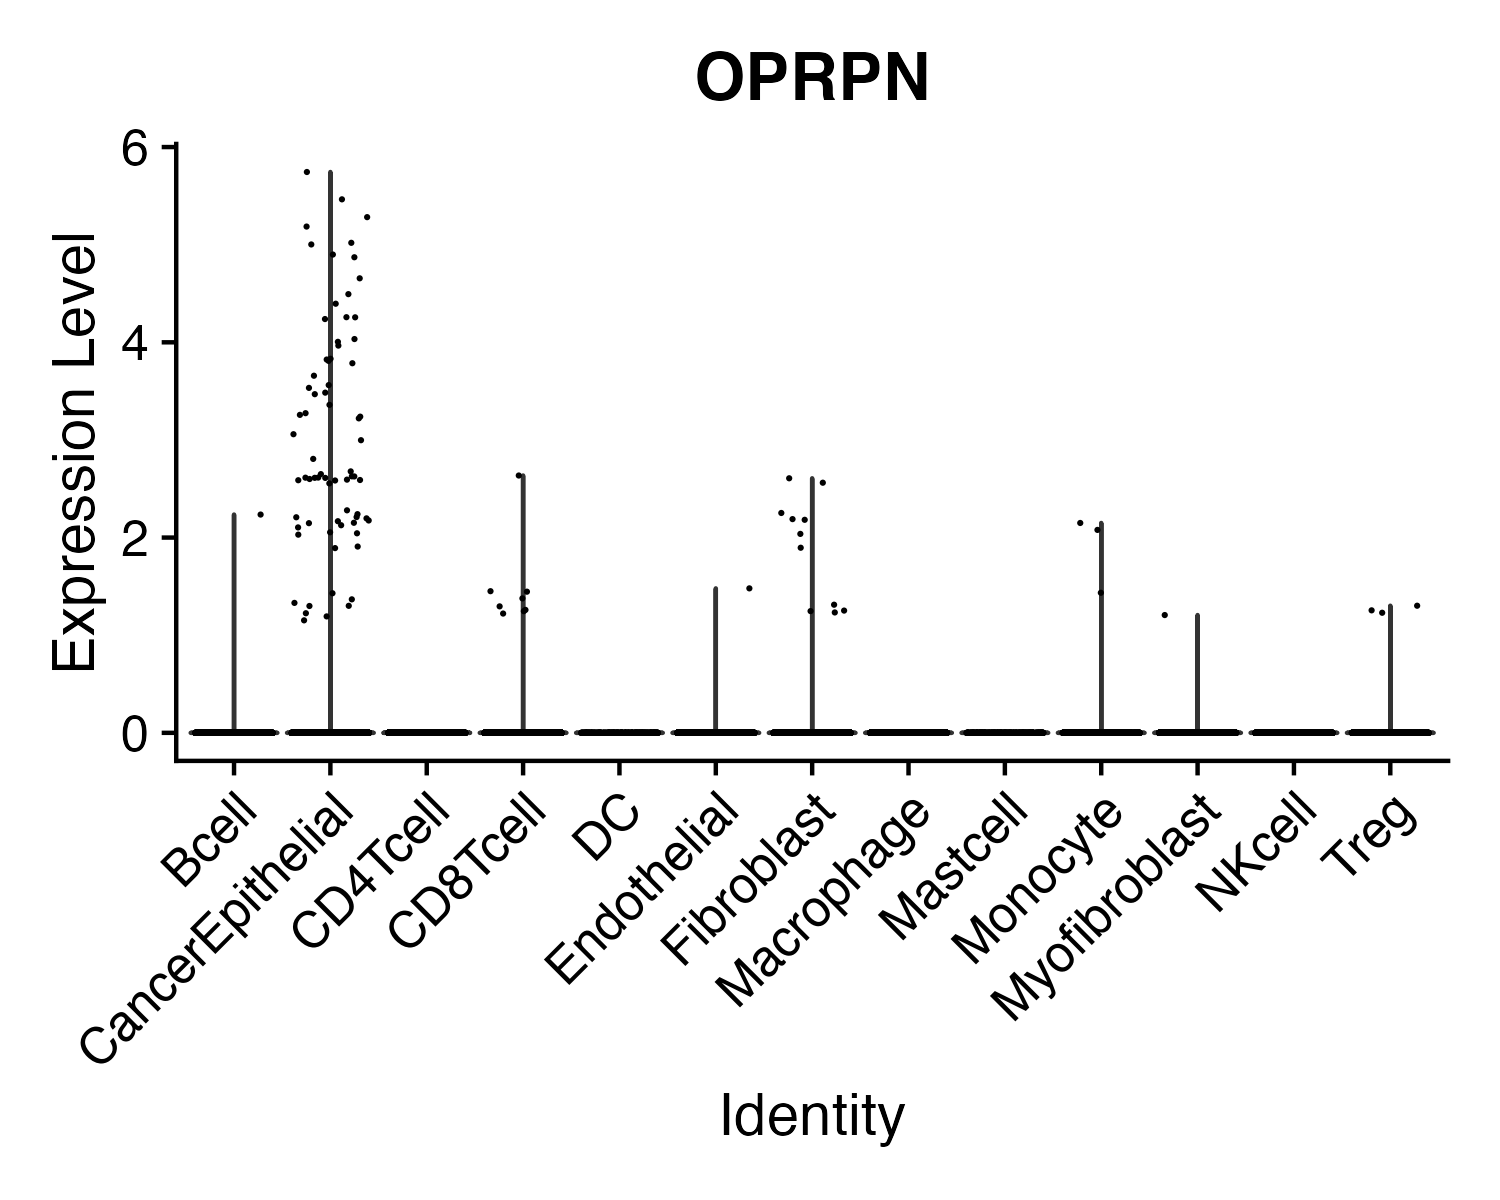 OPRPN
Expression Level
6
4
2
0
Bcell
CancerEpithelial
CD4Tcell
CD8Tcell
DC
Endothelial
Fibroblast
Macrophage
Mastcell
Monocyte
Myofibroblast
NKcell
Treg
Identity